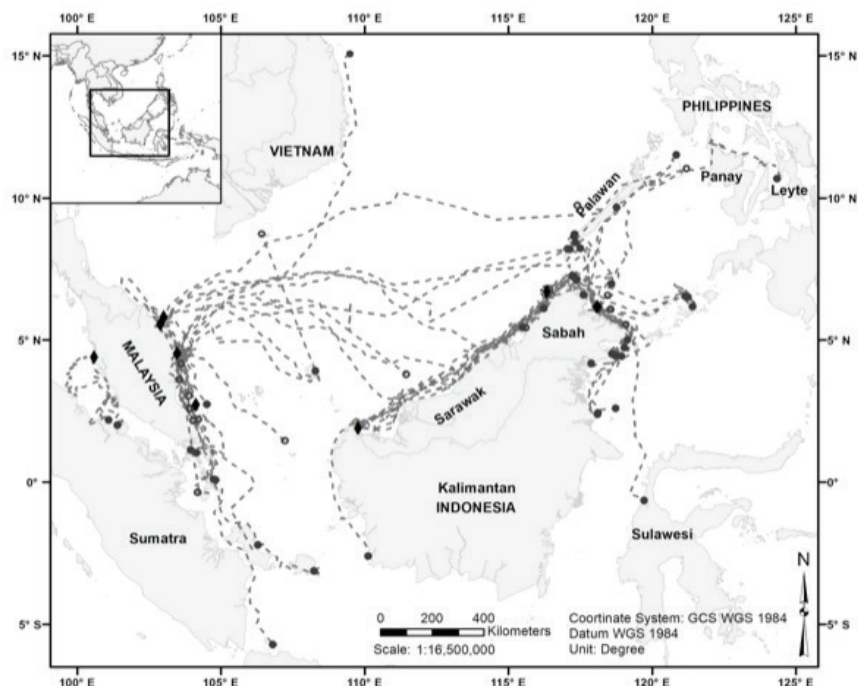 100° E 105° E 110° E 115° E 120° E 125° E
15° N
10° N
5° N
0°
5° S
15° N
10° N
5° N
0°
5° S
PHILIPPINES
VIETNAM
Palawan
Panay
Leyte
MALAYSIA
Sabah
Sarawak
Kalimantan
INDONESIA
Sumatra
Sulawesi
N
0 200 400
Kilometers
Scale: 1:16,500,000
Coortinate System: GCS WGS 1984
Datum WGS 1984
Unit: Degree
100° E 105° E 110° E 115° E 120° E 125° E